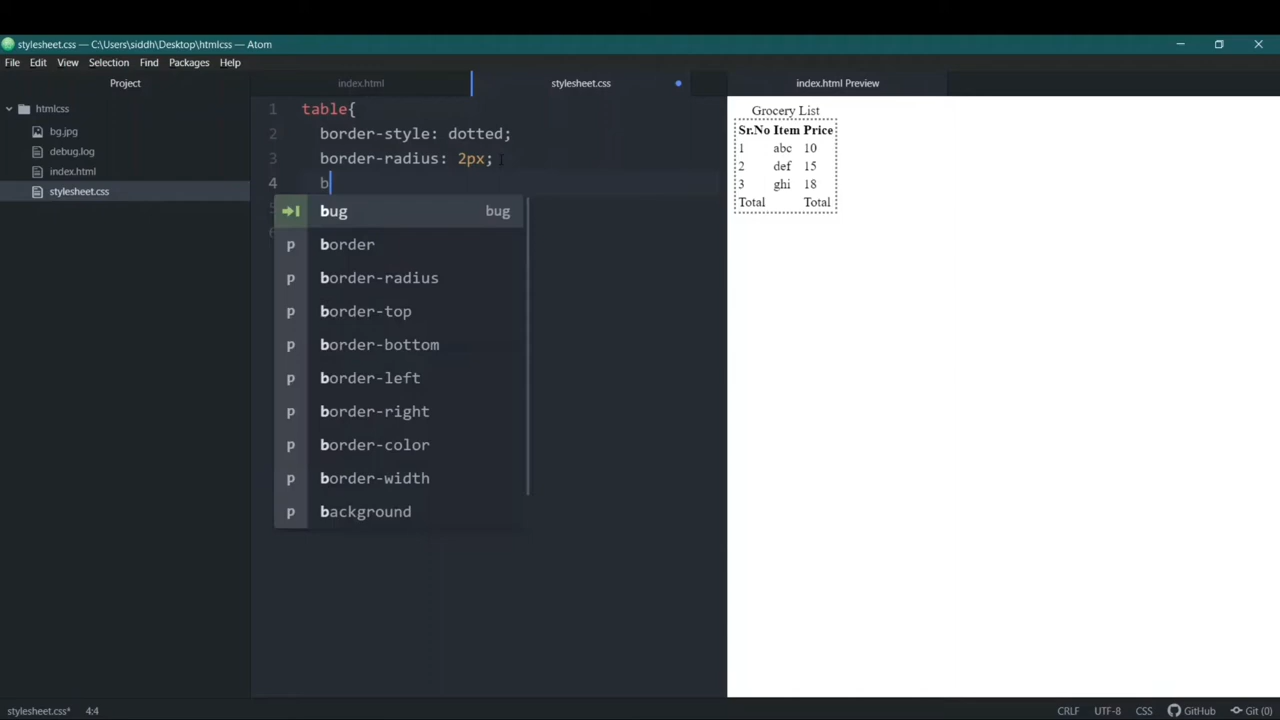 stylesheet.css — C:\Users\siddh\Desktop\htmlcss — Atom
File Edit View Selection Find Packages Help
Project
index.html
stylesheet.css
index.html Preview
htmlcss
bg.jpg
debug.log
index.html
stylesheet.css
1 table{
2 border-style: dotted;
3 border-radius: 2px;
4 b
bug bug
p border
p border-radius
p border-top
p border-bottom
p border-left
p border-right
p border-color
p border-width
p background
Grocery List
Sr.No Item Price
1 abc 10
2 def 15
3 ghi 18
Total Total
stylesheet.css* 4:4
CRLF UTF-8 CSS GitHub Git (0)